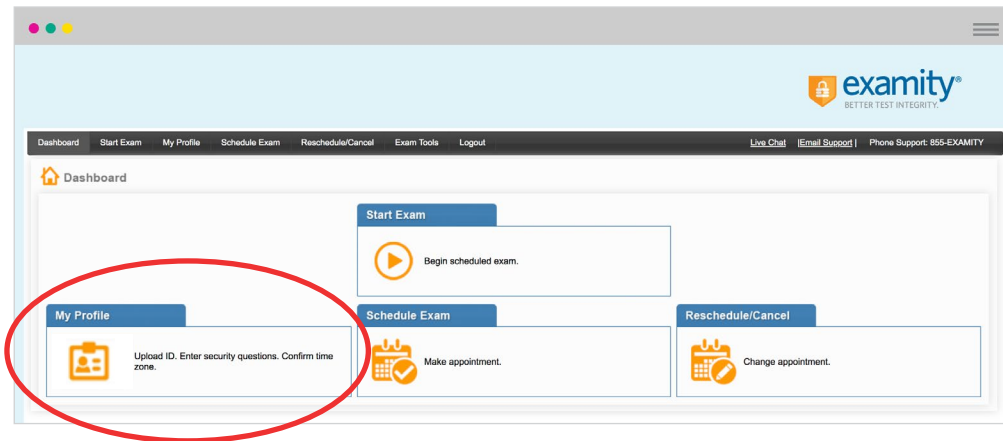 examity®
BETTER TEST INTEGRITY.
Dashboard Start Exam My Profile Schedule Exam Reschedule/Cancel Exam Tools Logout Live Chat |Email Support| Phone Support: 855-EXAMITY
Dashboard
Start Exam
Begin scheduled exam.
My Profile
Upload ID. Enter security questions. Confirm time
zone.
Schedule Exam
Make appointment.
Reschedule/Cancel
Change appointment.